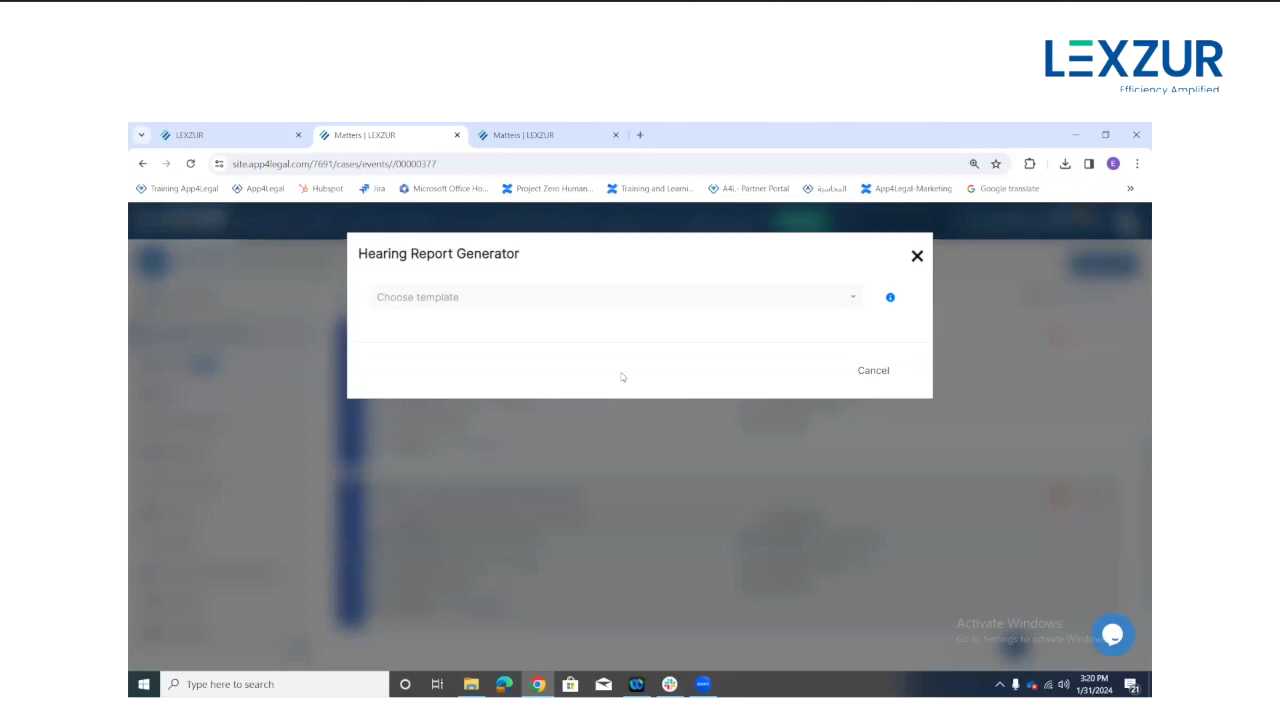 LEXZUR
Efficiency Amplified
LEXZUR
Matters | LEXZUR
Matters | LEXZUR
site.app4legal.com/7691/cases/events//00000377
E
Training App4Legal
App4Legal
Hubspot
Jira
Microsoft Office Ho...
Project Zero Human...
Training and Learni...
A4L- Partner Portal
المحاسبة
App4Legal-Marketing
Google translate
Hearing Report Generator
Choose template
Cancel
Activate Windows
Go to Settings to activate Windows
Type here to search
3:20 PM
1/31/2024
21